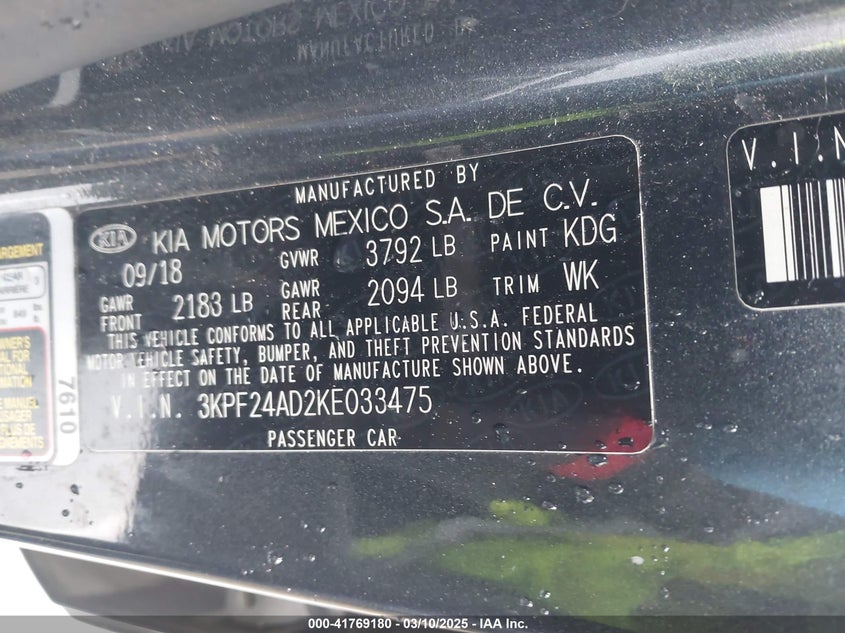 MANUFACTURED BY
KIA KIA MOTORS MEXICO S.A. DE C.V.
09/18 GVWR 3792 LB PAINT KDG
GAWR FRONT 2183 LB GAWR REAR 2094 LB TRIM WK
THIS VEHICLE CONFORMS TO ALL APPLICABLE U.S.A. FEDERAL
MOTOR VEHICLE SAFETY, BUMPER, AND THEFT PREVENTION STANDARDS
IN EFFECT ON THE DATE OF MANUFACTURE SHOWN ABOVE.
V.I.N. 3KPF24AD2KE033475
PASSENGER CAR
7610
V.I.N
000-41769180 — 03/10/2025 — IAA Inc.